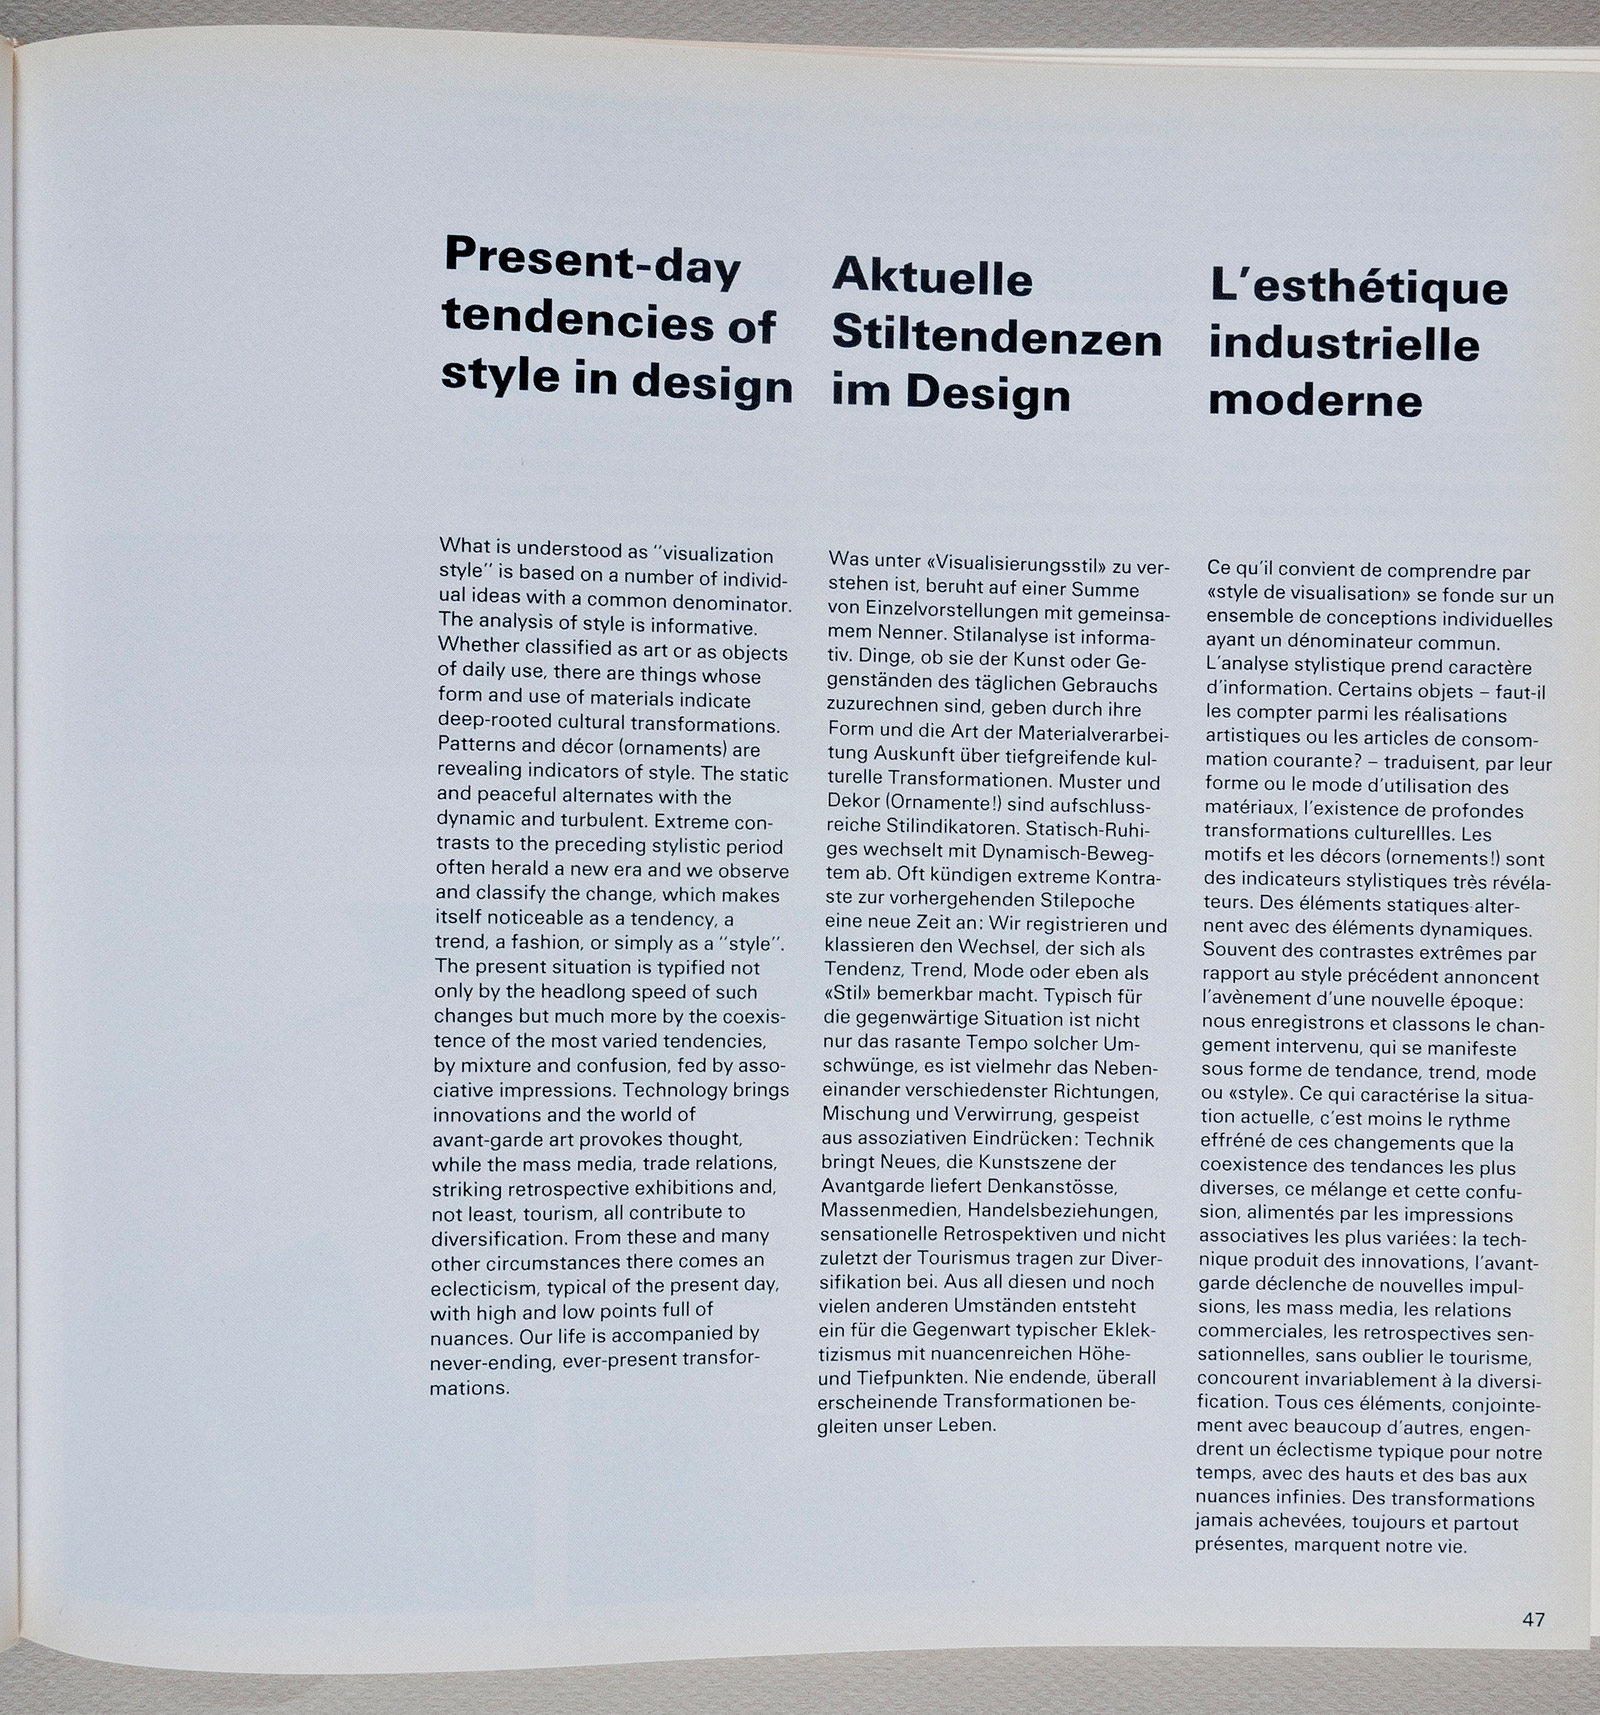 Present-day
tendencies of
style in design
What is understood as ″visualization
style″ is based on a number of individ-
ual ideas with a common denominator.
The analysis of style is informative.
Whether classified as art or as objects
of daily use, there are things whose
form and use of materials indicate
deep-rooted cultural transformations.
Patterns and décor (ornaments) are
revealing indicators of style. The static
and peaceful alternates with the
dynamic and turbulent. Extreme con-
trasts to the preceding stylistic period
often herald a new era and we observe
and classify the change, which makes
itself noticeable as a tendency, a
trend, a fashion, or simply as a ″style″.
The present situation is typified not
only by the headlong speed of such
changes but much more by the coexis-
tence of the most varied tendencies,
by mixture and confusion, fed by asso-
ciative impressions. Technology brings
innovations and the world of
avant-garde art provokes thought,
while the mass media, trade relations,
striking retrospective exhibitions and,
not least, tourism, all contribute to
diversification. From these and many
other circumstances there comes an
eclecticism, typical of the present day,
with high and low points full of
nuances. Our life is accompanied by
never-ending, ever-present transfor-
mations.
Aktuelle
Stiltendenzen
im Design
Was unter «Visualisierungsstil» zu ver-
stehen ist, beruht auf einer Summe
von Einzelvorstellungen mit gemeinsa-
mem Nenner. Stilanalyse ist informa-
tiv. Dinge, ob sie der Kunst oder Ge-
genständen des täglichen Gebrauchs
zuzurechnen sind, geben durch ihre
Form und die Art der Materialverarbei-
tung Auskunft über tiefgreifende kul-
turelle Transformationen. Muster und
Dekor (Ornamente!) sind aufschluss-
reiche Stilindikatoren. Statisch-Ruhi-
ges wechselt mit Dynamisch-Beweg-
tem ab. Oft kündigen extreme Kontra-
ste zur vorhergehenden Stilepoche
eine neue Zeit an: Wir registrieren und
klassieren den Wechsel, der sich als
Tendenz, Trend, Mode oder eben als
«Stil» bemerkbar macht. Typisch für
die gegenwärtige Situation ist nicht
nur das rasante Tempo solcher Um-
schwünge, es ist vielmehr das Neben-
einander verschiedenster Richtungen,
Mischung und Verwirrung, gespeist
aus assoziativen Eindrücken: Technik
bringt Neues, die Kunstszene der
Avantgarde liefert Denkanstösse,
Massenmedien, Handelsbeziehungen,
sensationelle Retrospektiven und nicht
zuletzt der Tourismus tragen zur Diver-
sifikation bei. Aus all diesen und noch
vielen anderen Umständen entsteht
ein für die Gegenwart typischer Eklek-
tizismus mit nuancenreichen Höhe-
und Tiefpunkten. Nie endende, überall
erscheinende Transformationen be-
gleiten unser Leben.
L'esthétique
industrielle
moderne
Ce qu'il convient de comprendre par
«style de visualisation» se fonde sur un
ensemble de conceptions individuelles
ayant un dénominateur commun.
L'analyse stylistique prend caractère
d'information. Certains objets – faut-il
les compter parmi les réalisations
artistiques ou les articles de consom-
mation courante? – traduisent, par leur
forme ou le mode d'utilisation des
matériaux, l'existence de profondes
transformations culturellles. Les
motifs et les décors (ornements!) sont
des indicateurs stylistiques très révéla-
teurs. Des éléments statiques alter-
nent avec des éléments dynamiques.
Souvent des contrastes extrêmes par
rapport au style précédent annoncent
l'avènement d'une nouvelle époque:
nous enregistrons et classons le chan-
gement intervenu, qui se manifeste
sous forme de tendance, trend, mode
ou «style». Ce qui caractérise la situa-
tion actuelle, c'est moins le rythme
effréné de ces changements que la
coexistence des tendances les plus
diverses, ce mélange et cette confu-
sion, alimentés par les impressions
associatives les plus variées: la tech-
nique produit des innovations, l'avant-
garde déclenche de nouvelles impul-
sions, les mass media, les relations
commerciales, les retrospectives sen-
sationnelles, sans oublier le tourisme,
concourent invariablement à la diversi-
fication. Tous ces éléments, conjointe-
ment avec beaucoup d'autres, engen-
drent un éclectisme typique pour notre
temps, avec des hauts et des bas aux
nuances infinies. Des transformations
jamais achevées, toujours et partout
présentes, marquent notre vie.
47